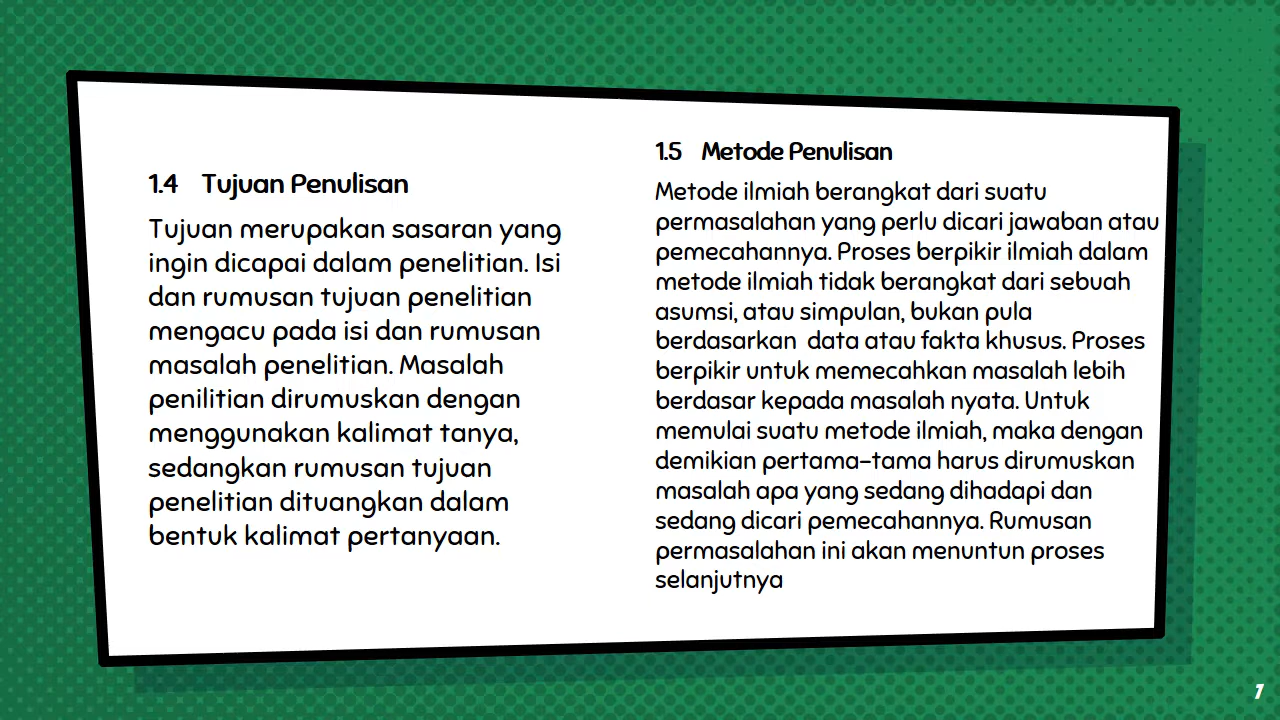 1.4 Tujuan Penulisan
Tujuan merupakan sasaran yang
ingin dicapai dalam penelitian. Isi
dan rumusan tujuan penelitian
mengacu pada isi dan rumusan
masalah penelitian. Masalah
penilitian dirumuskan dengan
menggunakan kalimat tanya,
sedangkan rumusan tujuan
penelitian dituangkan dalam
bentuk kalimat pertanyaan.
1.5 Metode Penulisan
Metode ilmiah berangkat dari suatu
permasalahan yang perlu dicari jawaban atau
pemecahannya. Proses berpikir ilmiah dalam
metode ilmiah tidak berangkat dari sebuah
asumsi, atau simpulan, bukan pula
berdasarkan  data atau fakta khusus. Proses
berpikir untuk memecahkan masalah lebih
berdasar kepada masalah nyata. Untuk
memulai suatu metode ilmiah, maka dengan
demikian pertama-tama harus dirumuskan
masalah apa yang sedang dihadapi dan
sedang dicari pemecahannya. Rumusan
permasalahan ini akan menuntun proses
selanjutnya
7